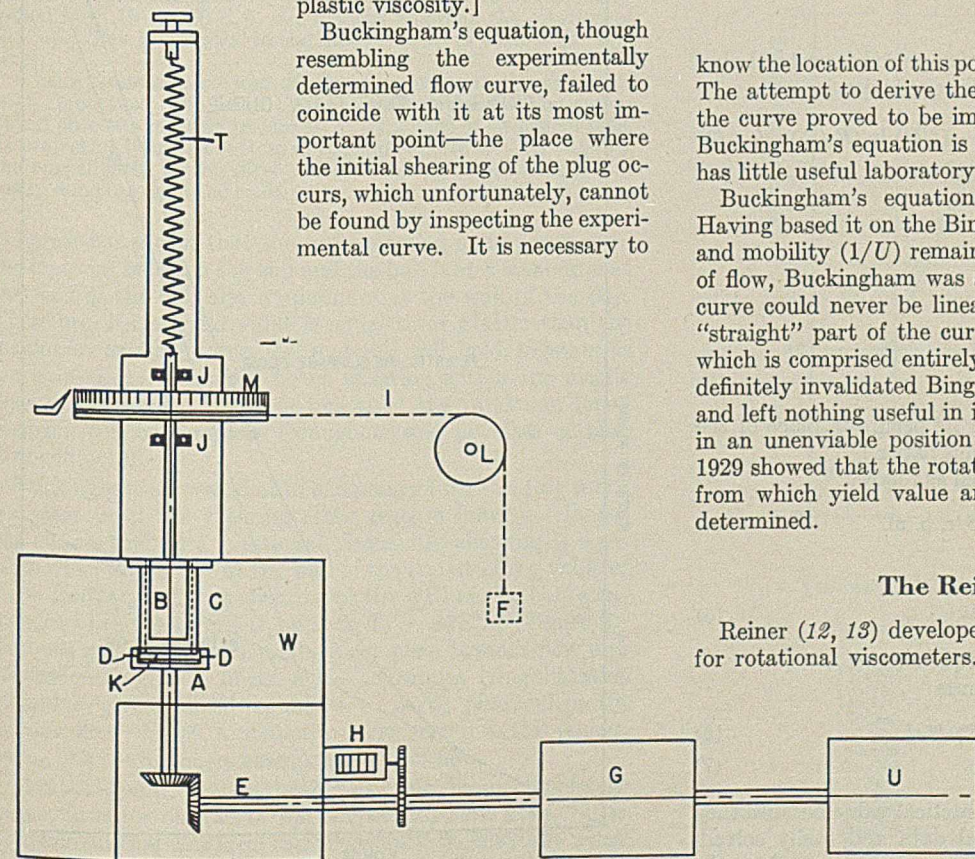 plastic viscosity.]
Buckingham's equation, though
resembling the experimentally
determined flow curve, failed to
coincide with it at its most im-
portant point—the place where
the initial shearing of the plug oc-
curs, which unfortunately, cannot
be found by inspecting the experi-
mental curve. It is necessary to
know the location of this po
The attempt to derive the
the curve proved to be im
Buckingham's equation is
has little useful laboratory
Buckingham's equation
Having based it on the Bin
and mobility (1/U) remain
of flow, Buckingham was
curve could never be linea
"straight" part of the cur
which is comprised entirely
definitely invalidated Bing
and left nothing useful in i
in an unenviable position
1929 showed that the rotat
from which yield value an
determined.
The Rei
Reiner (12, 13) develope
for rotational viscometers.
T
J
M
I
J
L
F
B C
W
D D
K A
H
E
G
U